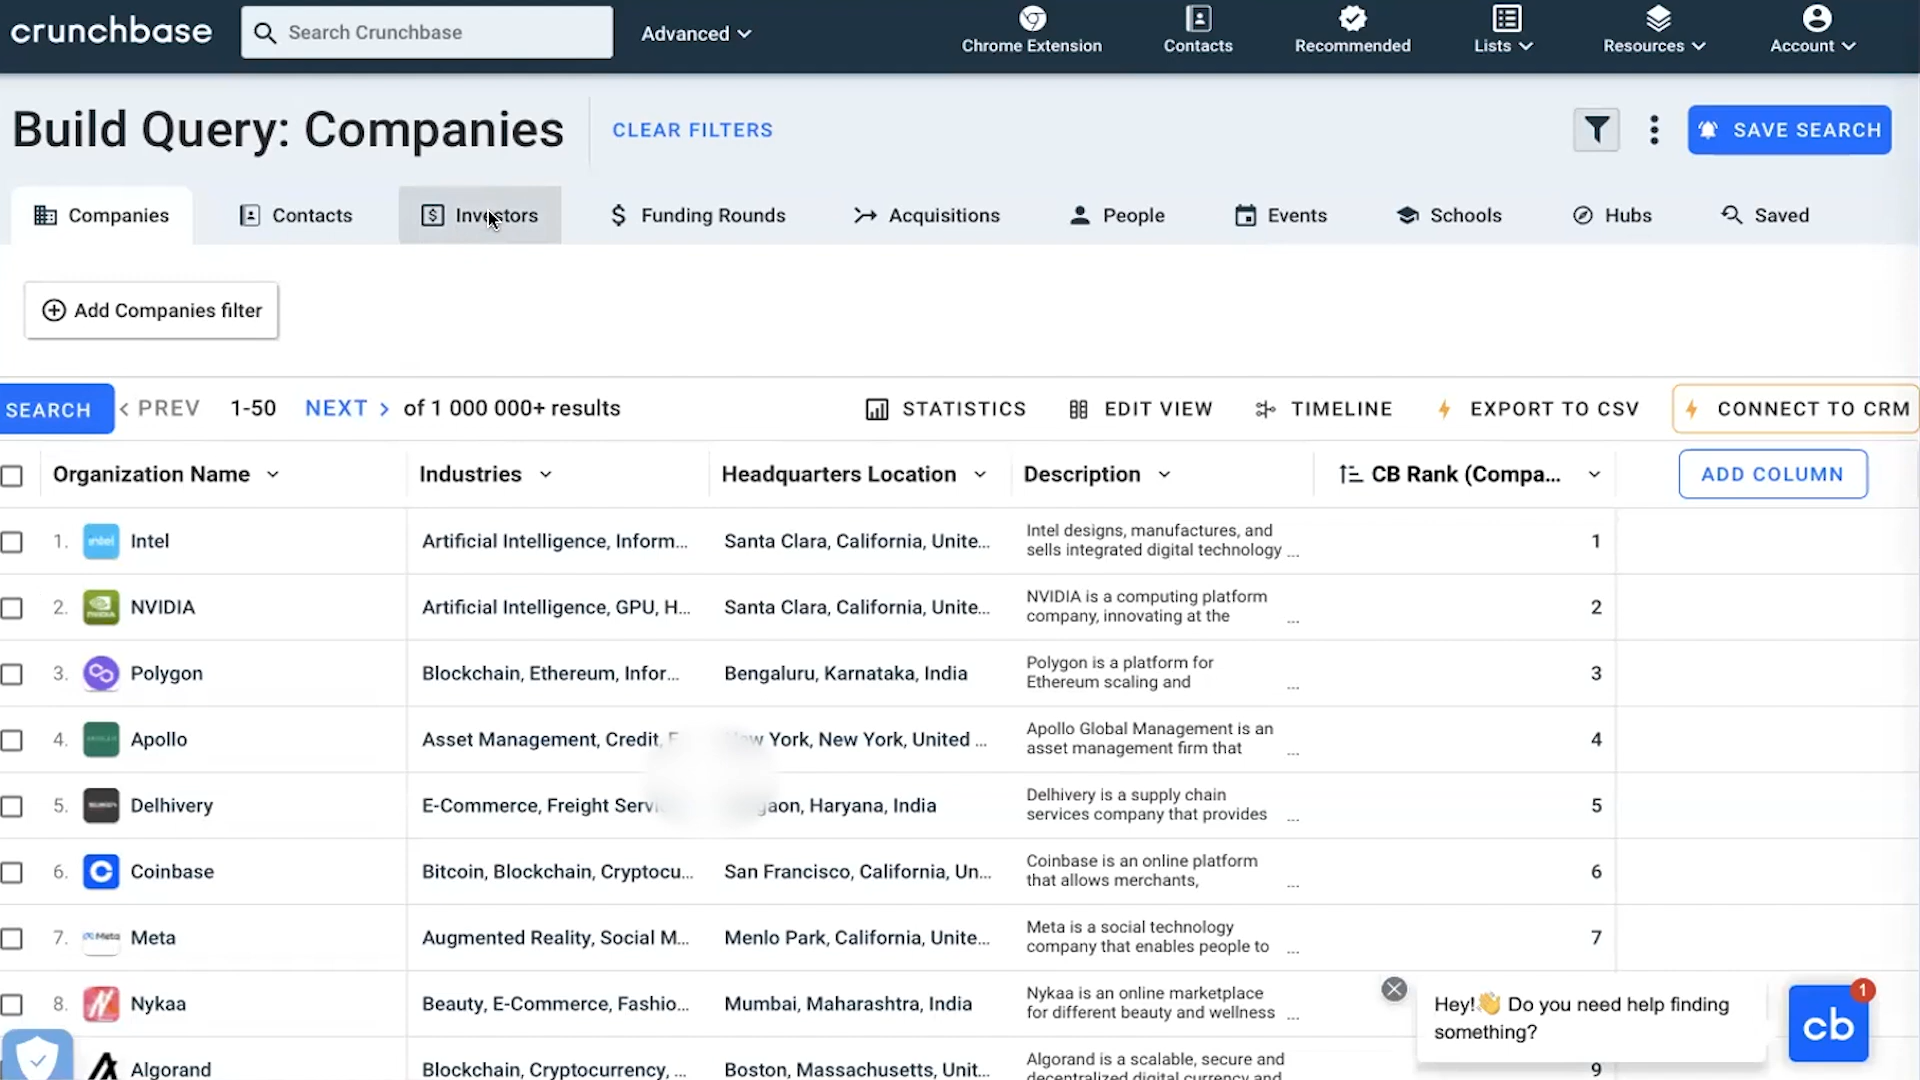 crunchbase
Search Crunchbase
Advanced
Chrome Extension
Contacts
Recommended
Lists
Resources
Account
Build Query: Companies
CLEAR FILTERS
SAVE SEARCH
Companies
Contacts
Investors
Funding Rounds
Acquisitions
People
Events
Schools
Hubs
Saved
Add Companies filter
SEARCH
PREV
1-50
NEXT
of 1 000 000+ results
STATISTICS
EDIT VIEW
TIMELINE
EXPORT TO CSV
CONNECT TO CRM
Organization Name
Industries
Headquarters Location
Description
CB Rank (Compa...
ADD COLUMN
1. intel Intel
Artificial Intelligence, Inform...
Santa Clara, California, Unite...
Intel designs, manufactures, and
sells integrated digital technology ...
1
2. NVIDIA
Artificial Intelligence, GPU, H...
Santa Clara, California, Unite...
NVIDIA is a computing platform
company, innovating at the ...
2
3. Polygon
Blockchain, Ethereum, Infor...
Bengaluru, Karnataka, India
Polygon is a platform for
Ethereum scaling and ...
3
4. Apollo
Asset Management, Credit,
York, New York, United ...
Apollo Global Management is an
asset management firm that ...
4
5. Delhivery
E-Commerce, Freight
Haryana, India
Delhivery is a supply chain
services company that provides ...
5
6. Coinbase
Bitcoin, Blockchain, Cryptocu...
San Francisco, California, Un...
Coinbase is an online platform
that allows merchants, ...
6
7. Meta Meta
Augmented Reality, Social M...
Menlo Park, California, Unite...
Meta is a social technology
company that enables people to ...
7
8. Nykaa
Beauty, E-Commerce, Fashio...
Mumbai, Maharashtra, India
Nykaa is an online marketplace
for different beauty and wellness ...
Algorand
Blockchain, Cryptocurrency, ...
Boston, Massachusetts, Unit...
Algorand is a scalable, secure and
decentralized digital currency and
9
Hey!👋 Do you need help finding
something?
cb
1